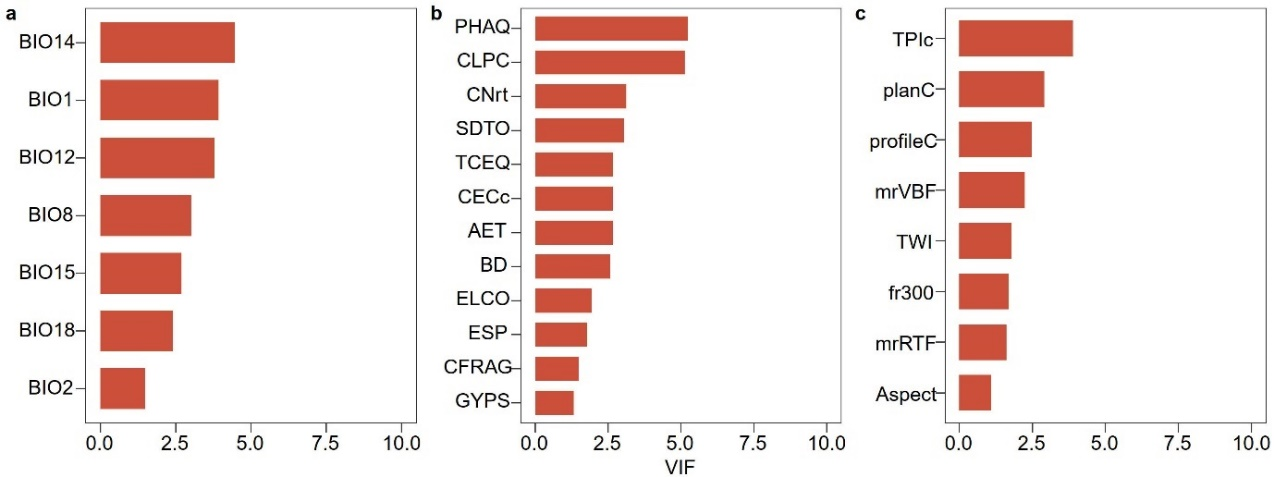 a
BIO14
BIO1
BIO12
BIO8
BIO15
BIO18
BIO2
0.0 2.5 5.0 7.5 10.0
b
PHAQ
CLPC
CNrt
SDTO
TCEQ
CECc
AET
BD
ELCO
ESP
CFRAG
GYPS
0.0 2.5 5.0 7.5 10.0
VIF
c
TPIc
planC
profileC
mrVBF
TWI
fr300
mrRTF
Aspect
0.0 2.5 5.0 7.5 10.0